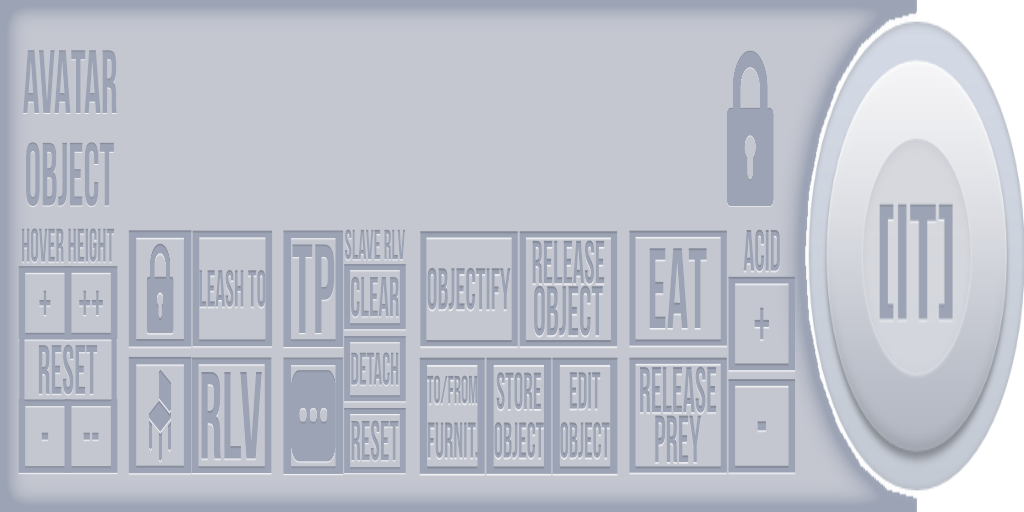 AVATAR
OBJECT
HOVER HEIGHT
+ ++
RESET
- --
LEASH TO
RLV
TP
...
SLAVE RLV
CLEAR
DETACH
RESET
OBJECTIFY
RELEASE
OBJECT
TO/FROM
FURNIT.
STORE
OBJECT
EDIT
OBJECT
EAT
RELEASE
PREY
ACID
+
-
[IT]